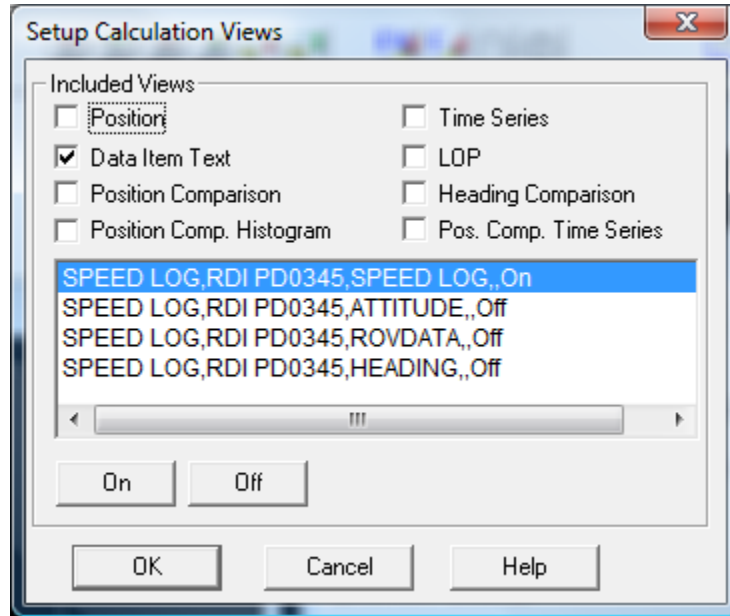 Setup Calculation Views
Included Views
Position
Time Series
Data Item Text
LOP
Position Comparison
Heading Comparison
Position Comp. Histogram
Pos. Comp. Time Series
SPEED LOG,RDI PD0345,SPEED LOG,,On
SPEED LOG,RDI PD0345,ATTITUDE,,Off
SPEED LOG,RDI PD0345,ROVDATA,,Off
SPEED LOG,RDI PD0345,HEADING,,Off
On
Off
OK
Cancel
Help